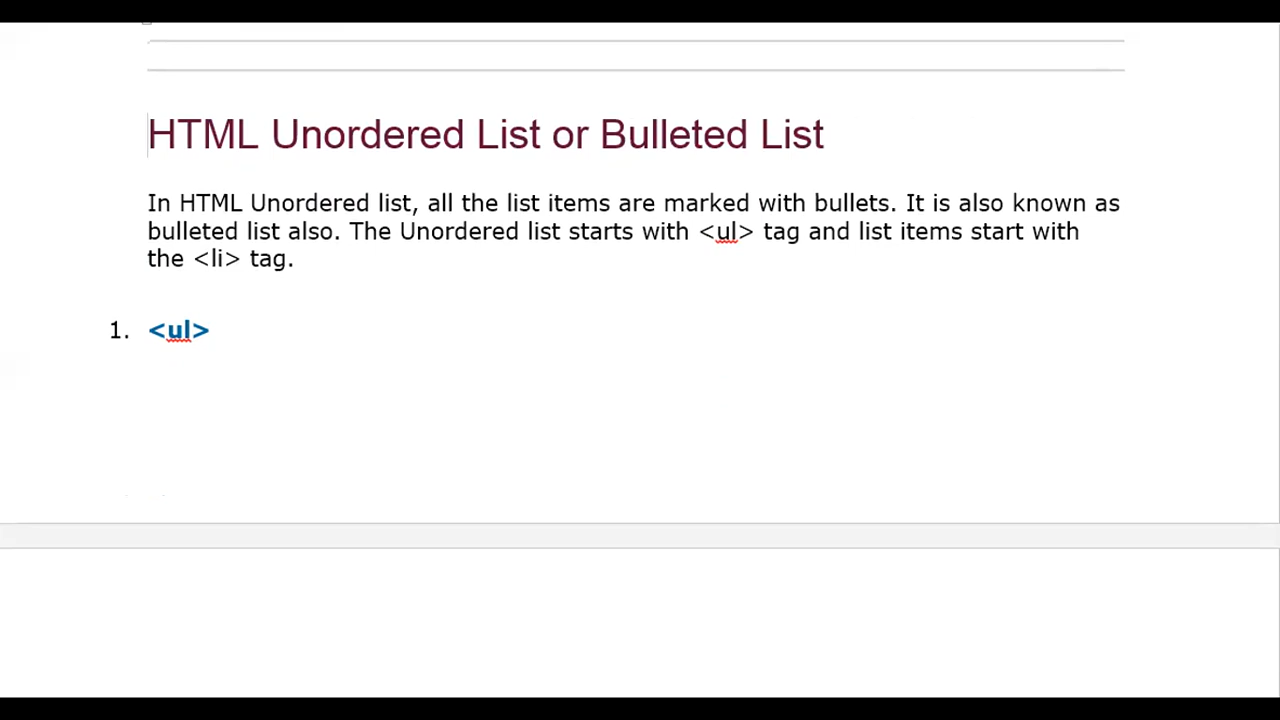 HTML Unordered List or Bulleted List
In HTML Unordered list, all the list items are marked with bullets. It is also known as
bulleted list also. The Unordered list starts with <ul> tag and list items start with
the <li> tag.
1. <ul>